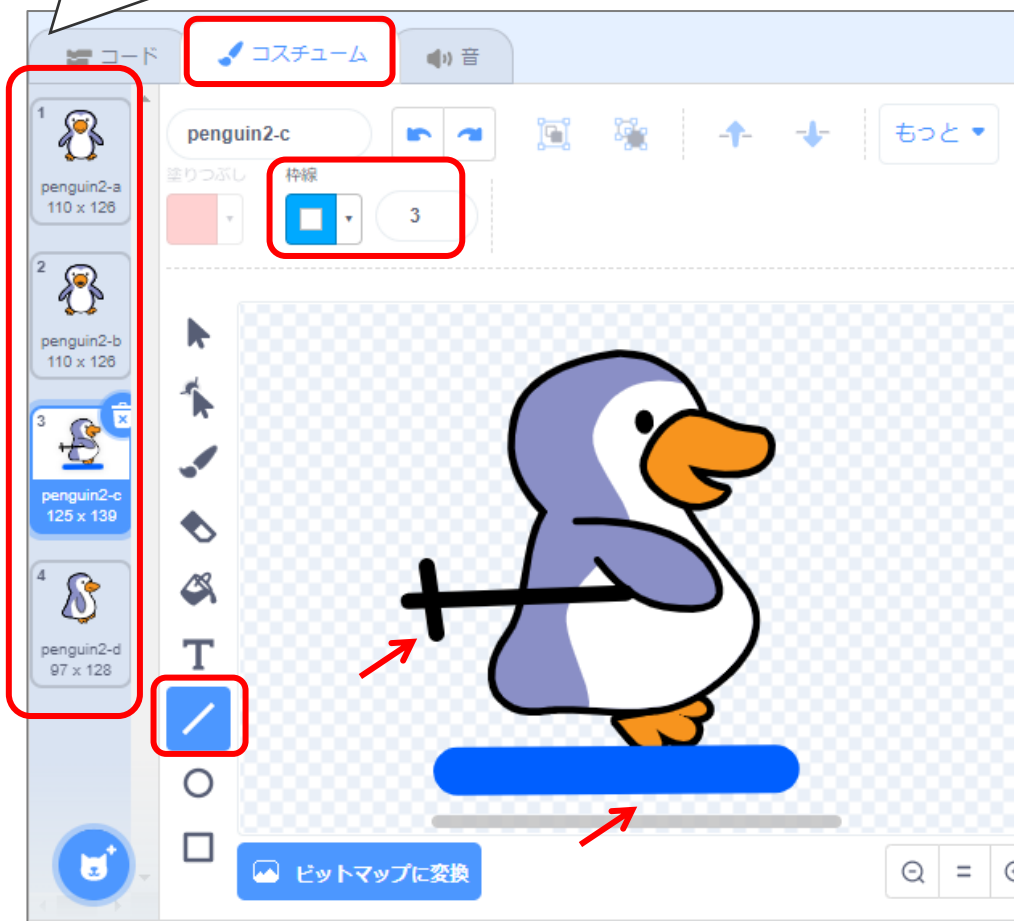 コード
コスチューム
音
1
penguin2-a
110 x 126
2
penguin2-b
110 x 126
3
penguin2-c
125 x 139
4
penguin2-d
97 x 128
penguin2-c
もっと
塗りつぶし
枠線
3
T
ビットマップに変換
=